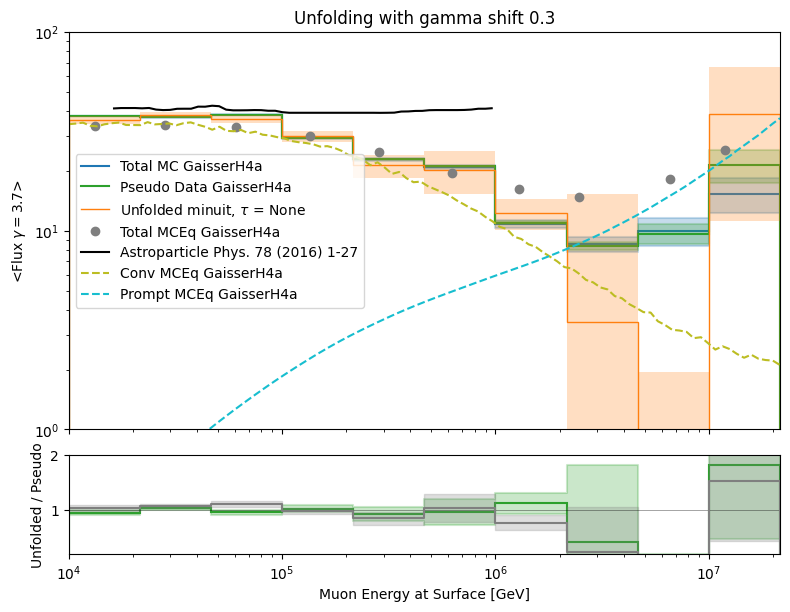 Unfolding with gamma shift 0.3
10²
10¹
10⁰
<Flux γ = 3.7>
Total MC GaisserH4a
Pseudo Data GaisserH4a
Unfolded minuit, τ = None
Total MCEq GaisserH4a
Astroparticle Phys. 78 (2016) 1-27
Conv MCEq GaisserH4a
Prompt MCEq GaisserH4a
2
1
Unfolded / Pseudo
10⁴ 10⁵ 10⁶ 10⁷
Muon Energy at Surface [GeV]